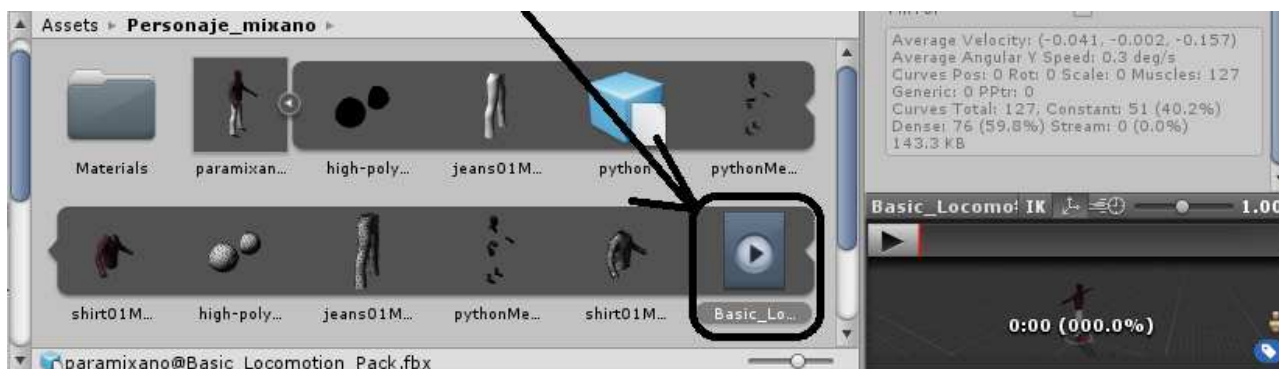 Assets ▸ Personaje_mixano ▸
Materials
paramixan...
high-poly...
jeans01M...
python
pythonMe...
shirt01M...
high-poly...
jeans01M...
pythonMe...
shirt01M...
Basic_Lo...
paramixano@Basic_Locomotion_Pack.fbx
Average Velocity: (-0.041, -0.002, -0.157)
Average Angular Y Speed: 0.3 deg/s
Curves Pos: 0 Rot: 0 Scale: 0 Muscles: 127
Generic: 0 PPtr: 0
Curves Total: 127, Constant: 51 (40.2%)
Dense: 76 (59.8%) Stream: 0 (0.0%)
143.3 KB
Basic_Locomot IK 1.00
0:00 (000.0%)